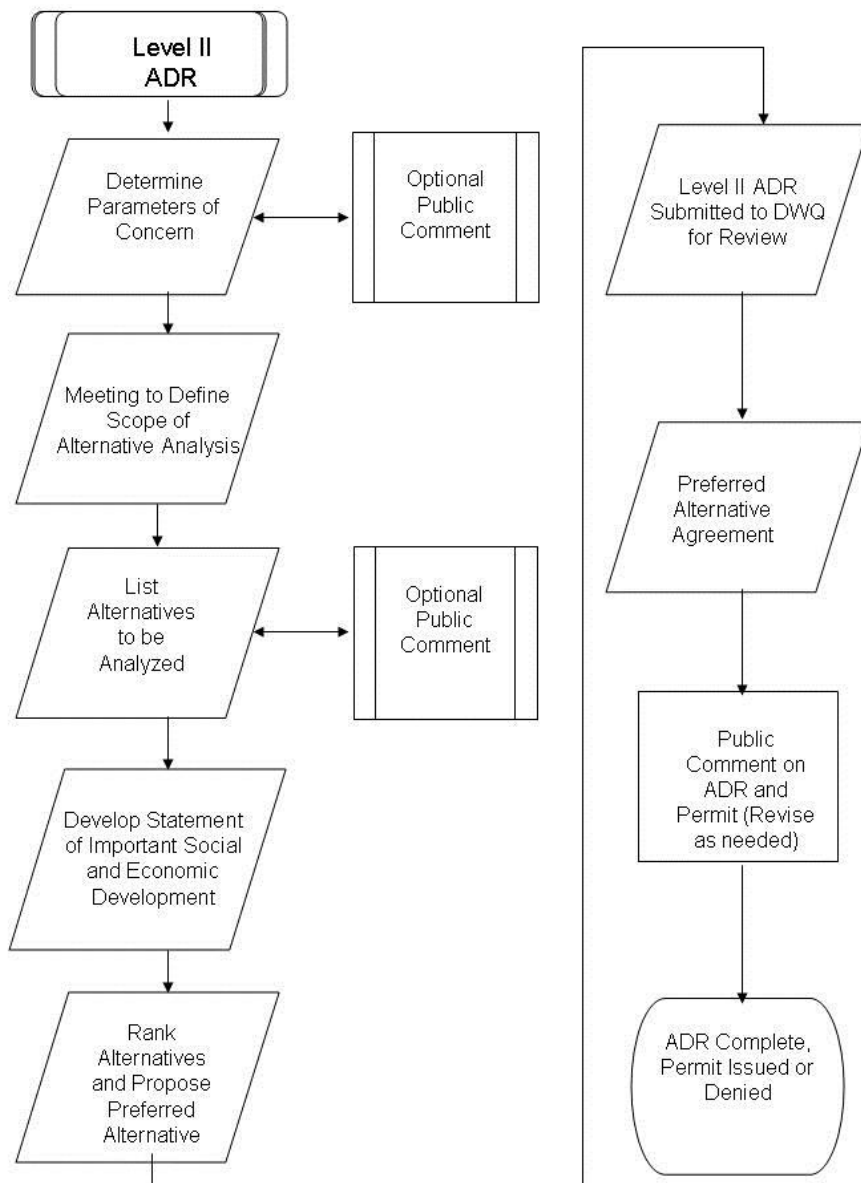 Level II
ADR
Determine
Parameters of
Concern
Optional
Public
Comment
Meeting to Define
Scope of
Alternative Analysis
List
Alternatives
to be
Analyzed
Optional
Public
Comment
Develop Statement
of Important Social
and Economic
Development
Rank
Alternatives
and Propose
Preferred
Alternative
Level II ADR
Submitted to DWQ
for Review
Preferred
Alternative
Agreement
Public
Comment on
ADR and
Permit (Revise
as needed)
ADR Complete,
Permit Issued or
Denied